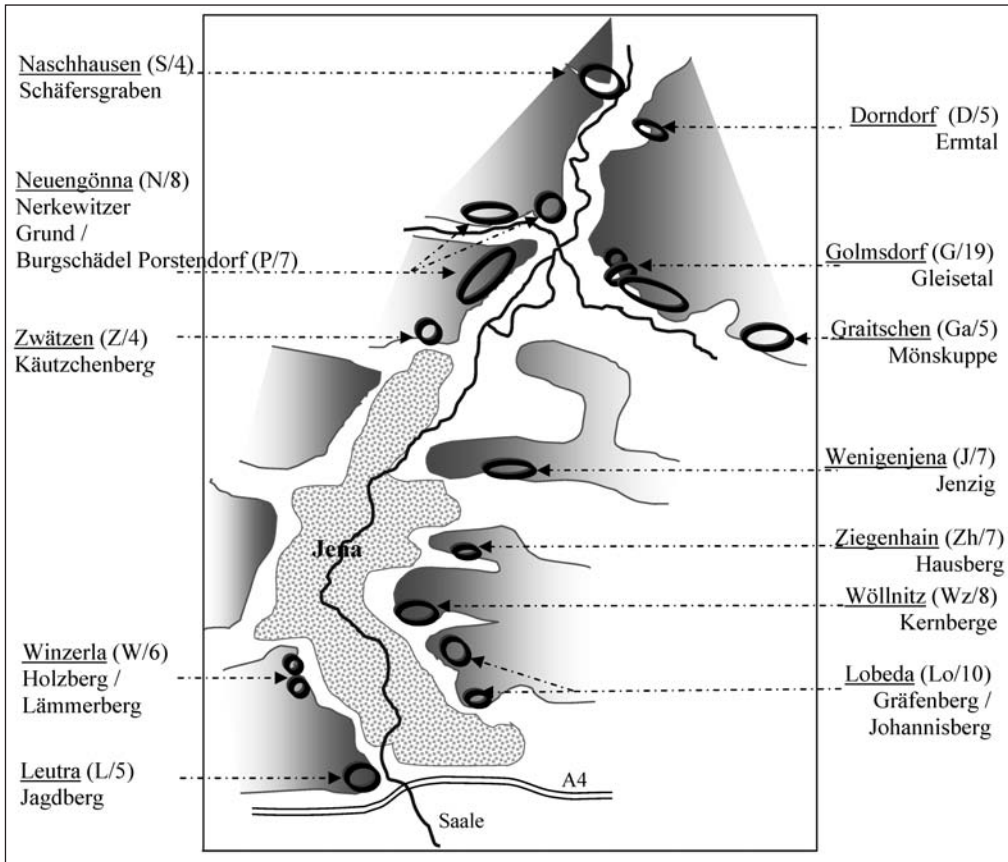 Naschhausen (S/4)
Schäfersgraben
Neuengönna (N/8)
Nerkewitzer
Grund /
Burgschädel Porstendorf (P/7)
Zwätzen (Z/4)
Käutzchenberg
Winzerla (W/6)
Holzberg /
Lämmerberg
Leutra (L/5)
Jagdberg
Jena
A4
Saale
Dorndorf (D/5)
Ermtal
Golmsdorf (G/19)
Gleisetal
Graitschen (Ga/5)
Mönskuppe
Wenigenjena (J/7)
Jenzig
Ziegenhain (Zh/7)
Hausberg
Wöllnitz (Wz/8)
Kernberge
Lobeda (Lo/10)
Gräfenberg /
Johannisberg